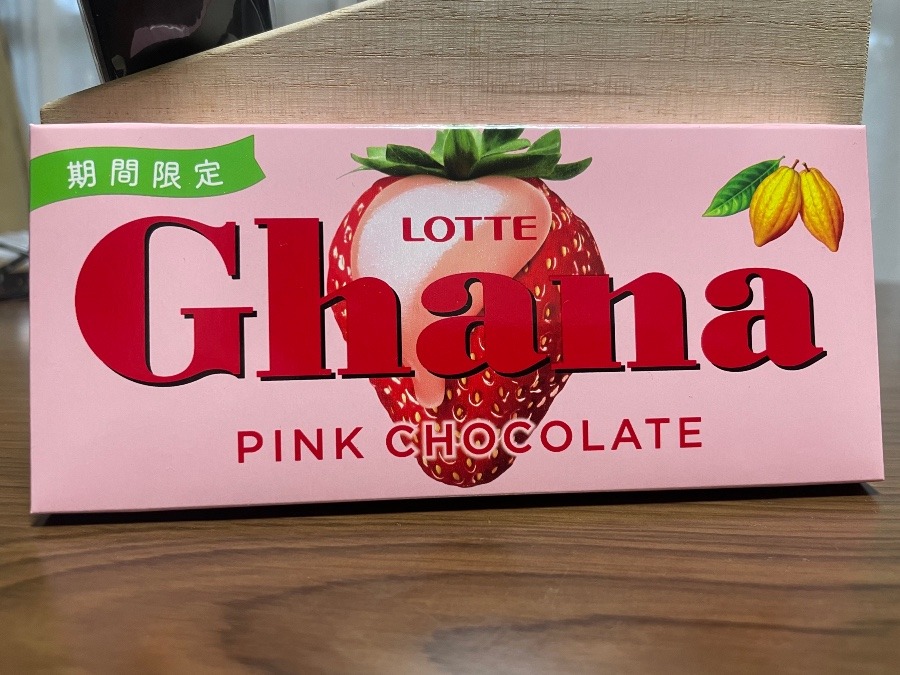 期間限定
LOTTE
Ghana
PINK CHOCOLATE